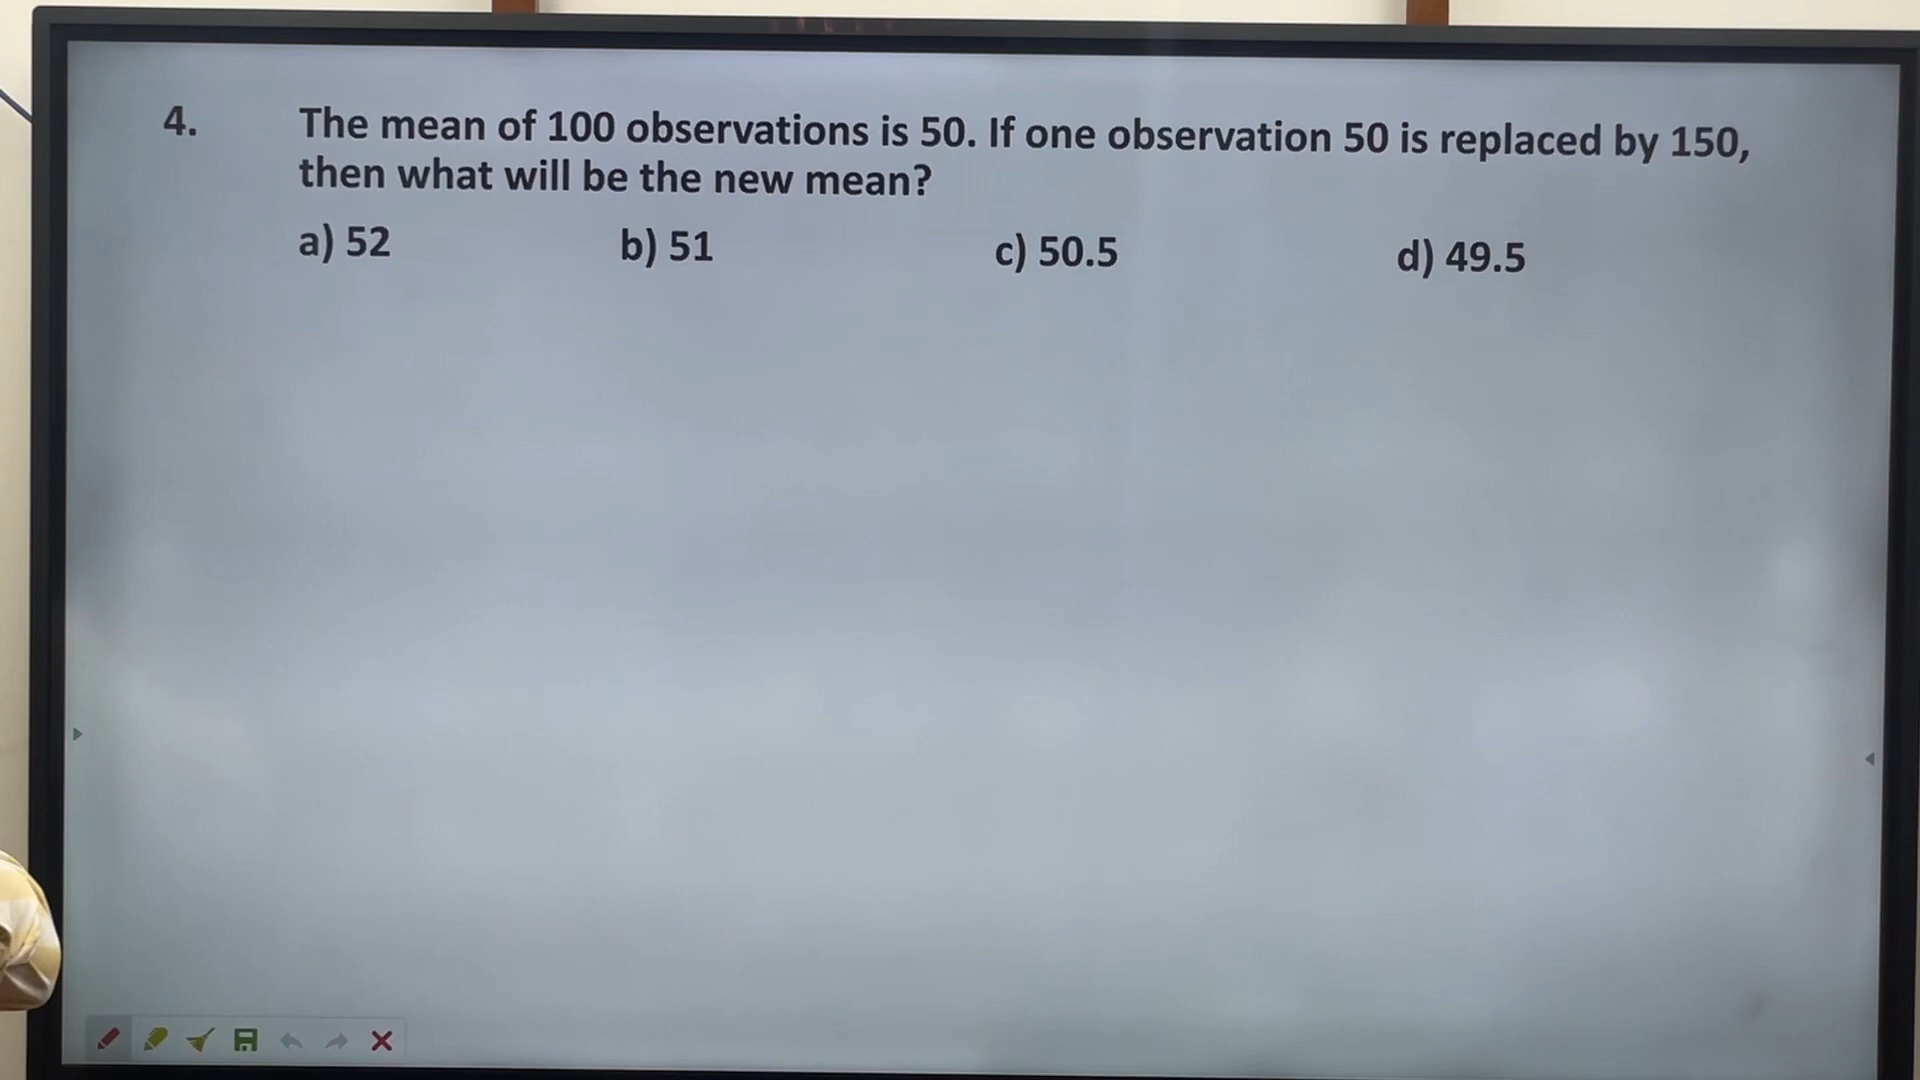 4. The mean of 100 observations is 50. If one observation 50 is replaced by 150,
then what will be the new mean?
a) 52 b) 51 c) 50.5 d) 49.5